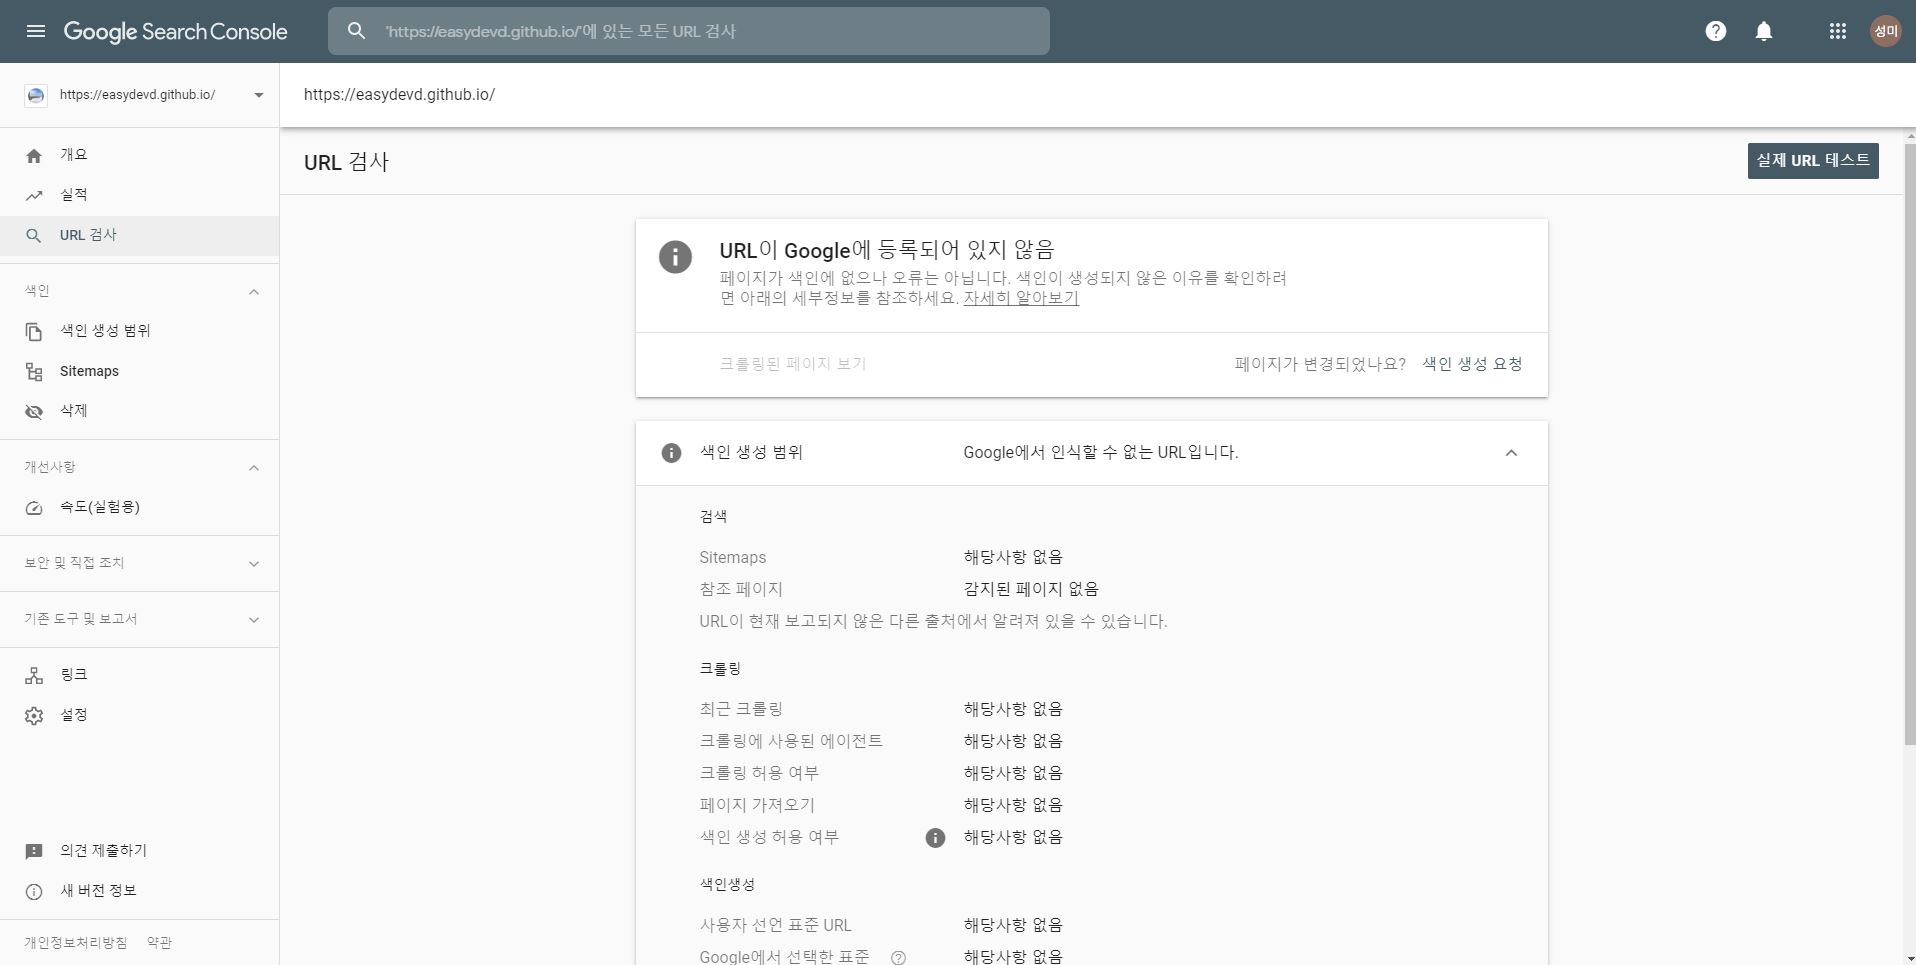 Google Search Console
'https://easydevd.github.io/'에 있는 모든 URL 검사
성미
https://easydevd.github.io/
https://easydevd.github.io/
개요
실적
URL 검사
색인
색인 생성 범위
Sitemaps
삭제
개선사항
속도(실험용)
보안 및 직접 조치
기존 도구 및 보고서
링크
설정
의견 제출하기
새 버전 정보
개인정보처리방침 약관
URL 검사
실제 URL 테스트
URL이 Google에 등록되어 있지 않음
페이지가 색인에 없으나 오류는 아닙니다. 색인이 생성되지 않은 이유를 확인하려
면 아래의 세부정보를 참조하세요. 자세히 알아보기
크롤링된 페이지 보기 페이지가 변경되었나요? 색인 생성 요청
색인 생성 범위 Google에서 인식할 수 없는 URL입니다.
검색
Sitemaps 해당사항 없음
참조 페이지 감지된 페이지 없음
URL이 현재 보고되지 않은 다른 출처에서 알려져 있을 수 있습니다.
크롤링
최근 크롤링 해당사항 없음
크롤링에 사용된 에이전트 해당사항 없음
크롤링 허용 여부 해당사항 없음
페이지 가져오기 해당사항 없음
색인 생성 허용 여부 해당사항 없음
색인생성
사용자 선언 표준 URL 해당사항 없음
Google에서 선택한 표준 해당사항 없음